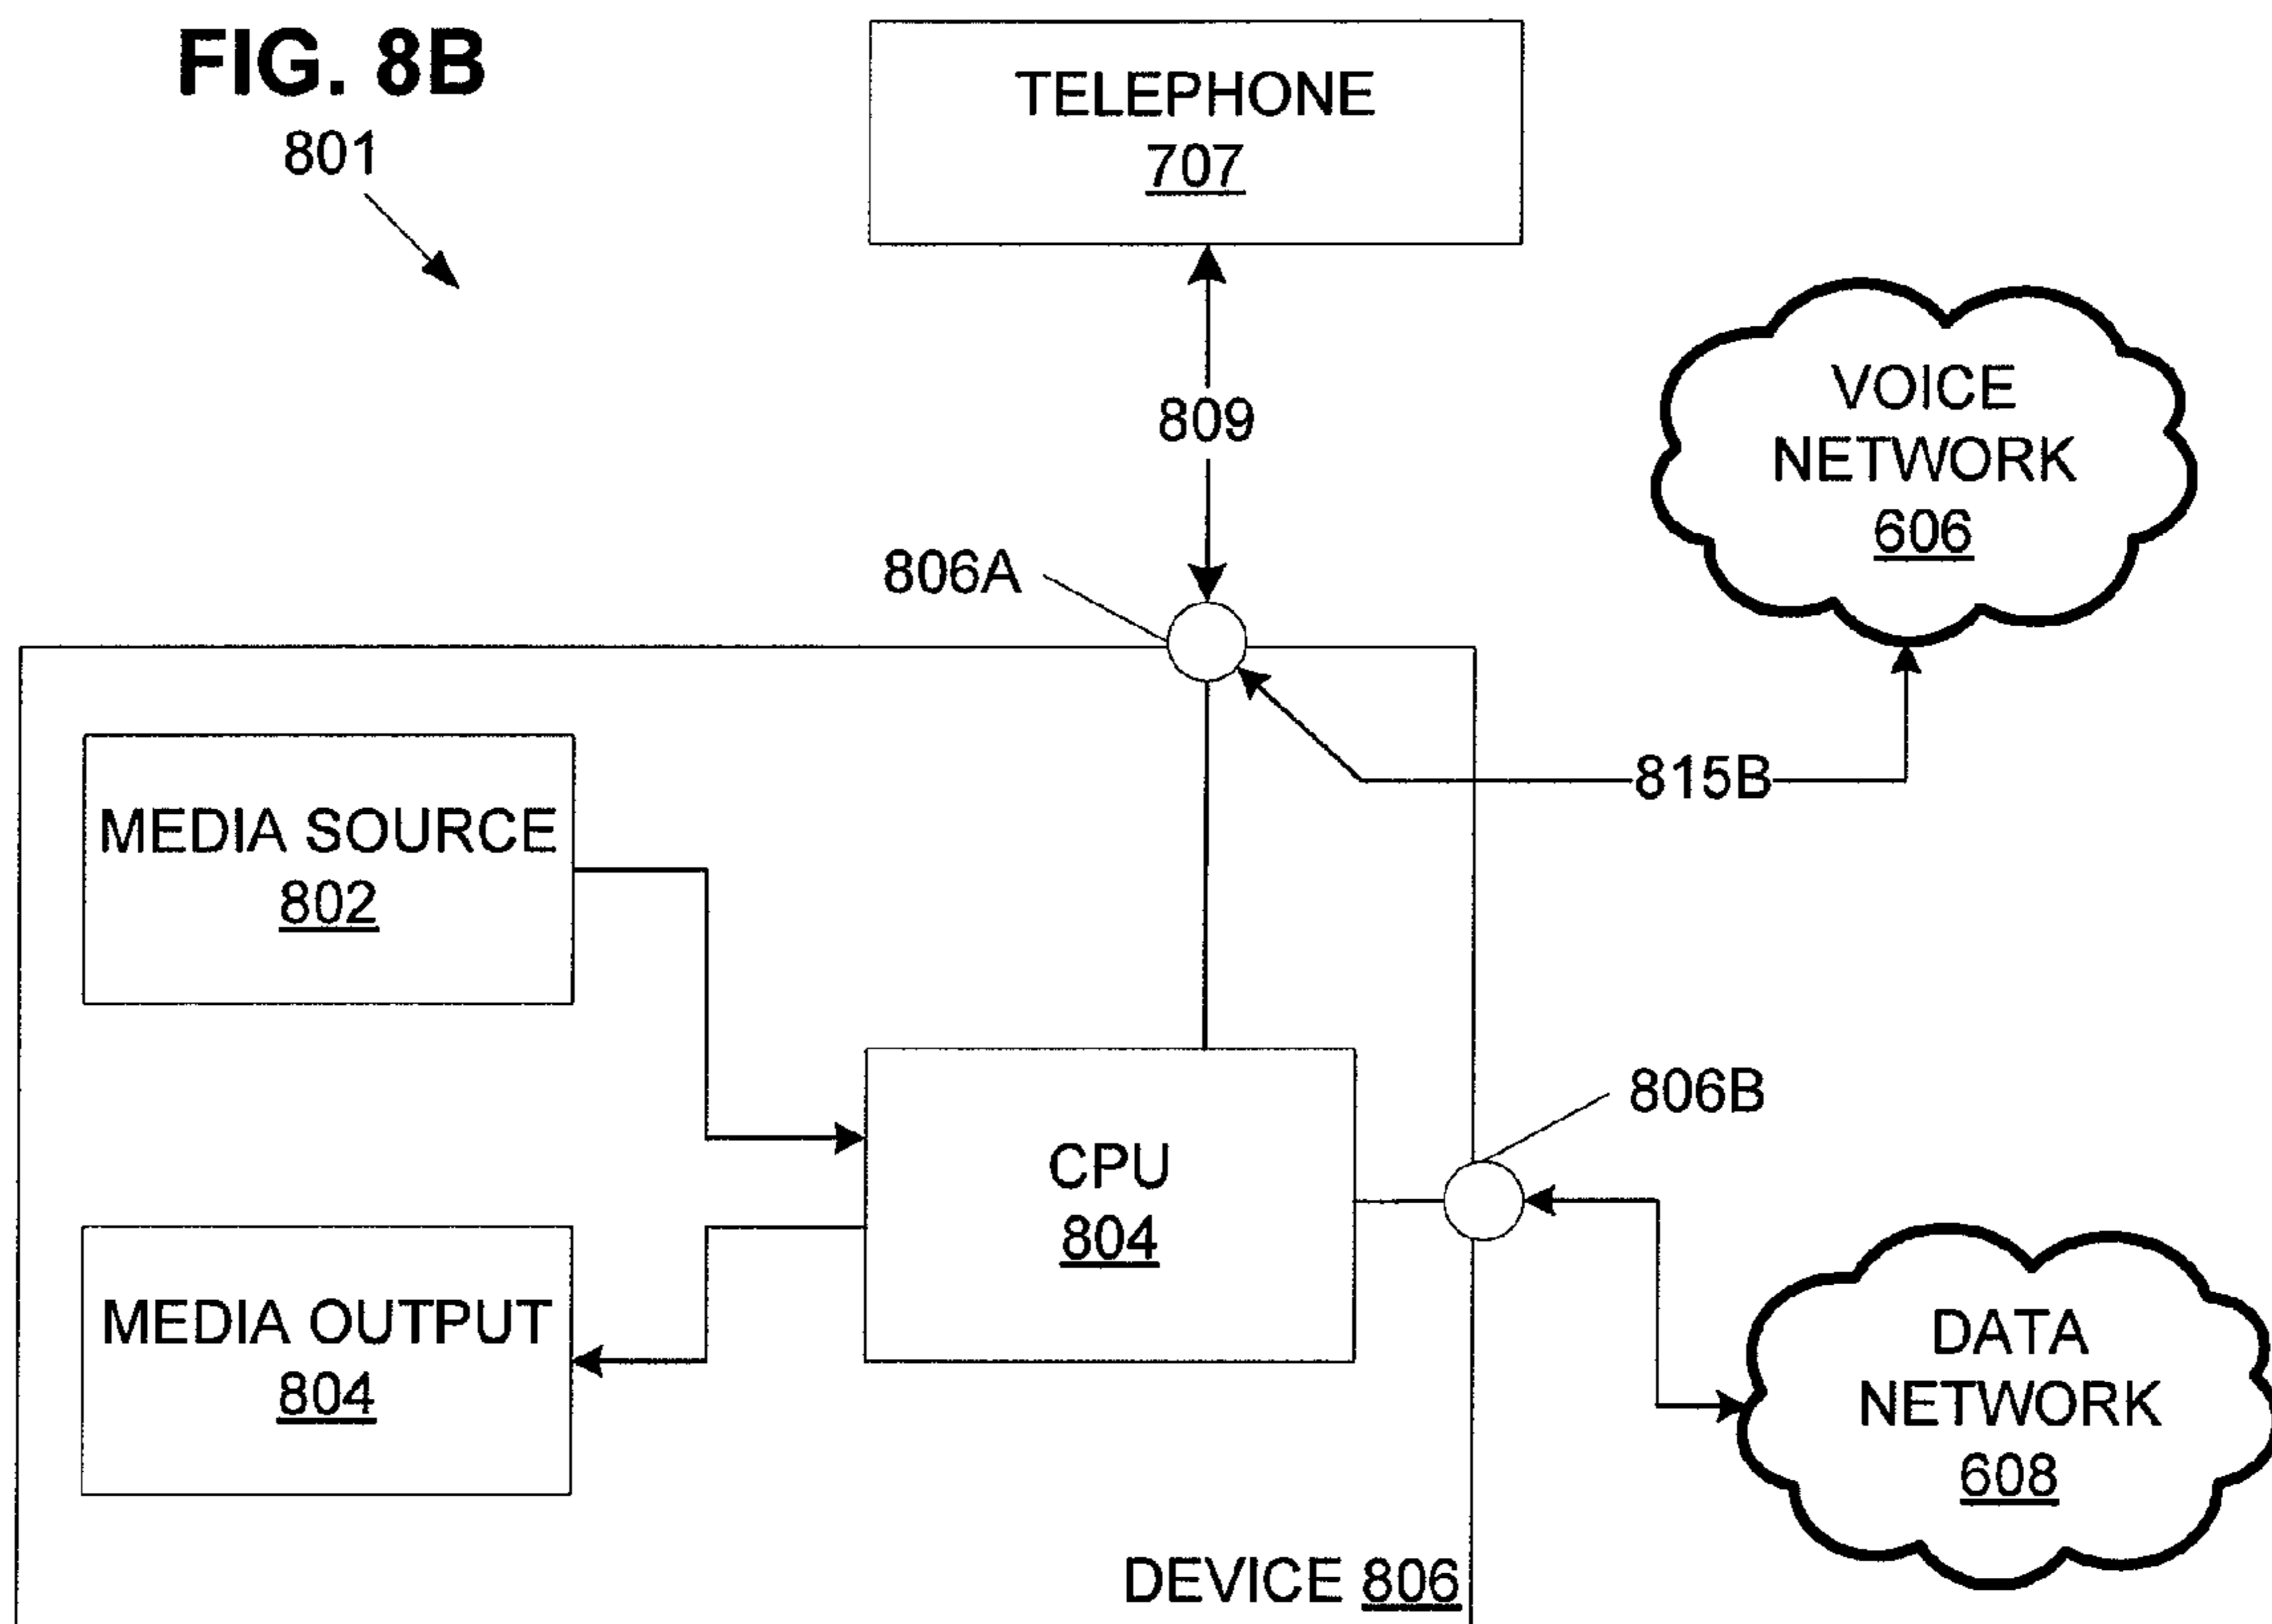 FIG. 8B
801
TELEPHONE
707
809
VOICE
NETWORK
606
806A
815B
MEDIA SOURCE
802
806B
CPU
804
MEDIA OUTPUT
804
DATA
NETWORK
608
DEVICE 806